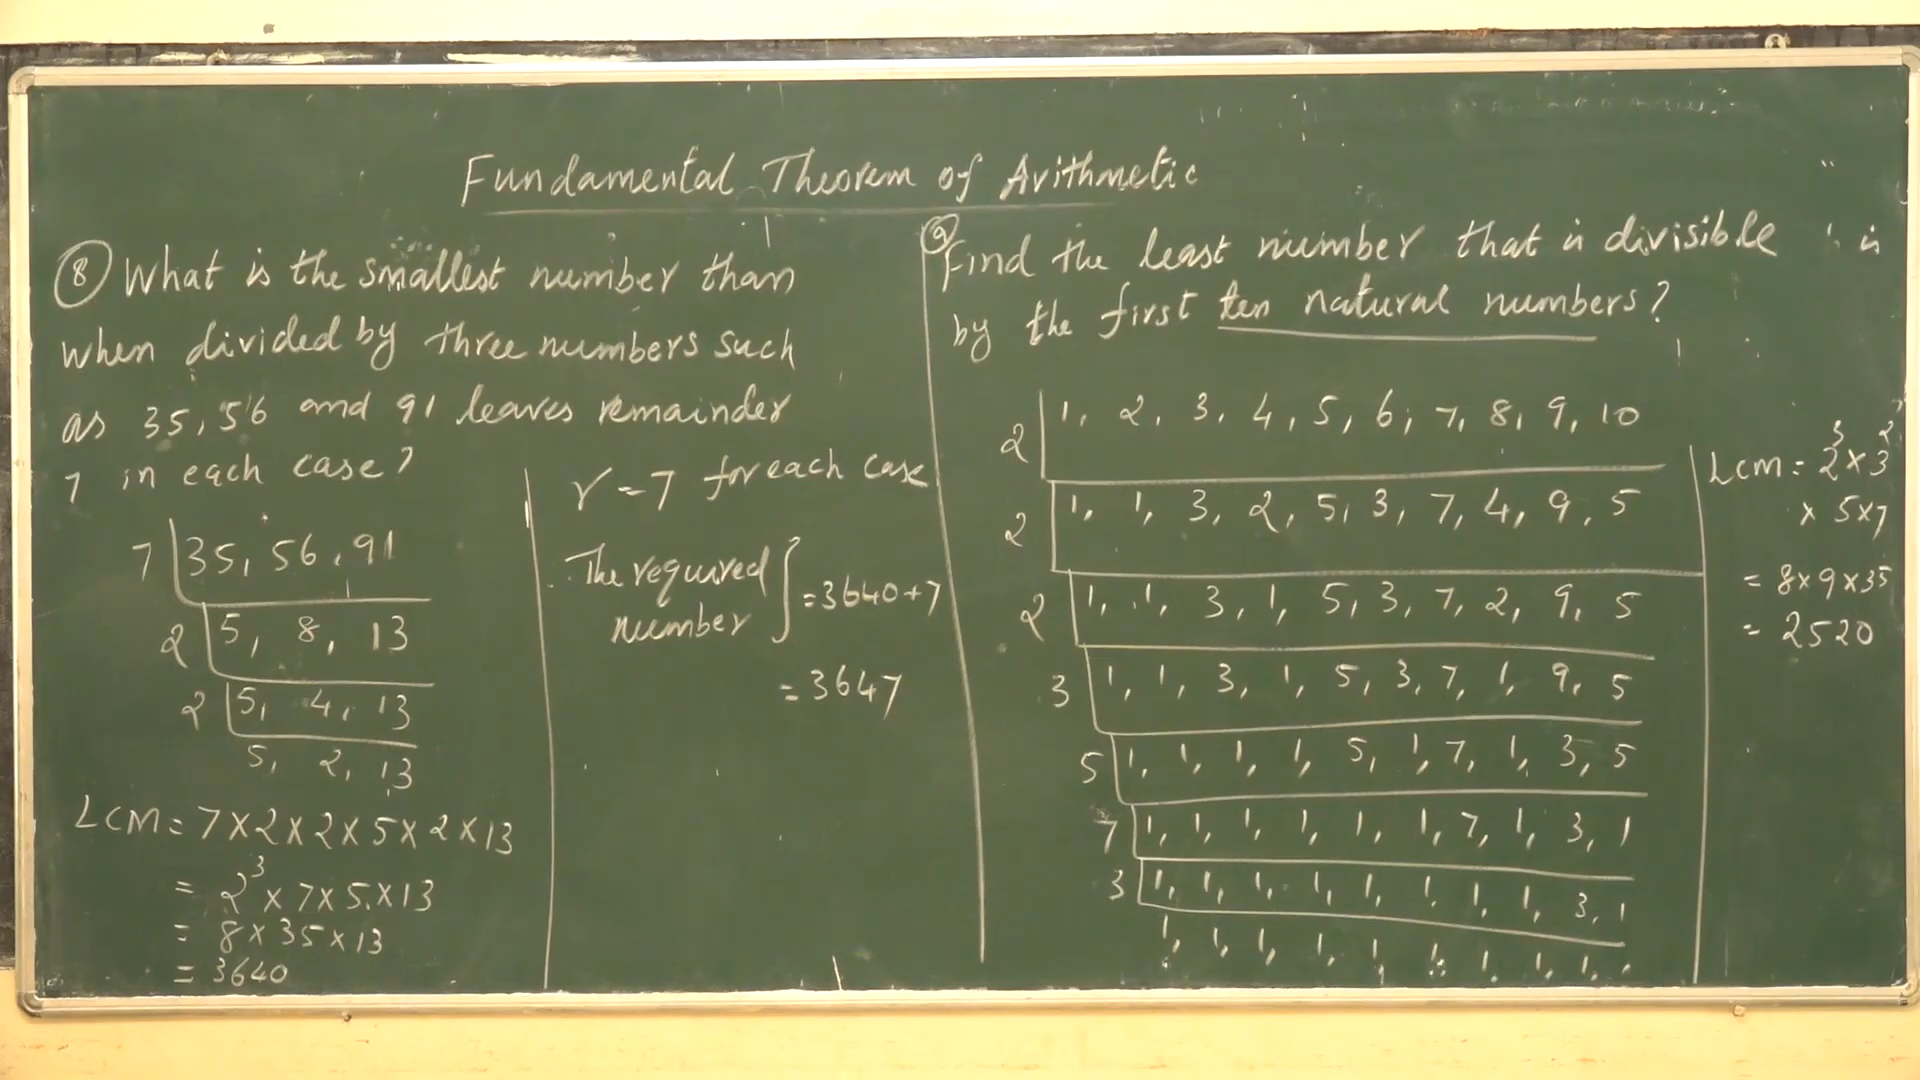 Fundamental Theorem of Arithmetic
8 What is the smallest number than
when divided by three numbers such
as 35, 56 and 91 leaves remainder
7 in each case?
7 | 35, 56, 91
2 | 5, 8, 13
2 | 5, 4, 13
5, 2, 13
LCM = 7 × 2 × 2 × 5 × 2 × 13
= 2³ × 7 × 5 × 13
= 8 × 35 × 13
= 3640
r = 7 for each case
The required
number } = 3640 + 7
= 3647
9 Find the least number that is divisible
by the first ten natural numbers?
2 | 1, 2, 3, 4, 5, 6, 7, 8, 9, 10
2 | 1, 1, 3, 2, 5, 3, 7, 4, 9, 5
2 | 1, 1, 3, 1, 5, 3, 7, 2, 9, 5
3 | 1, 1, 3, 1, 5, 3, 7, 1, 9, 5
5 | 1, 1, 1, 1, 5, 1, 7, 1, 3, 5
7 | 1, 1, 1, 1, 1, 1, 7, 1, 3, 1
3 | 1, 1, 1, 1, 1, 1, 1, 1, 3, 1
1, 1, 1, 1, 1, 1, 1, 1, 1, 
LCM = 2³ × 3²
× 5 × 7
= 8 × 9 × 35
= 2520
is